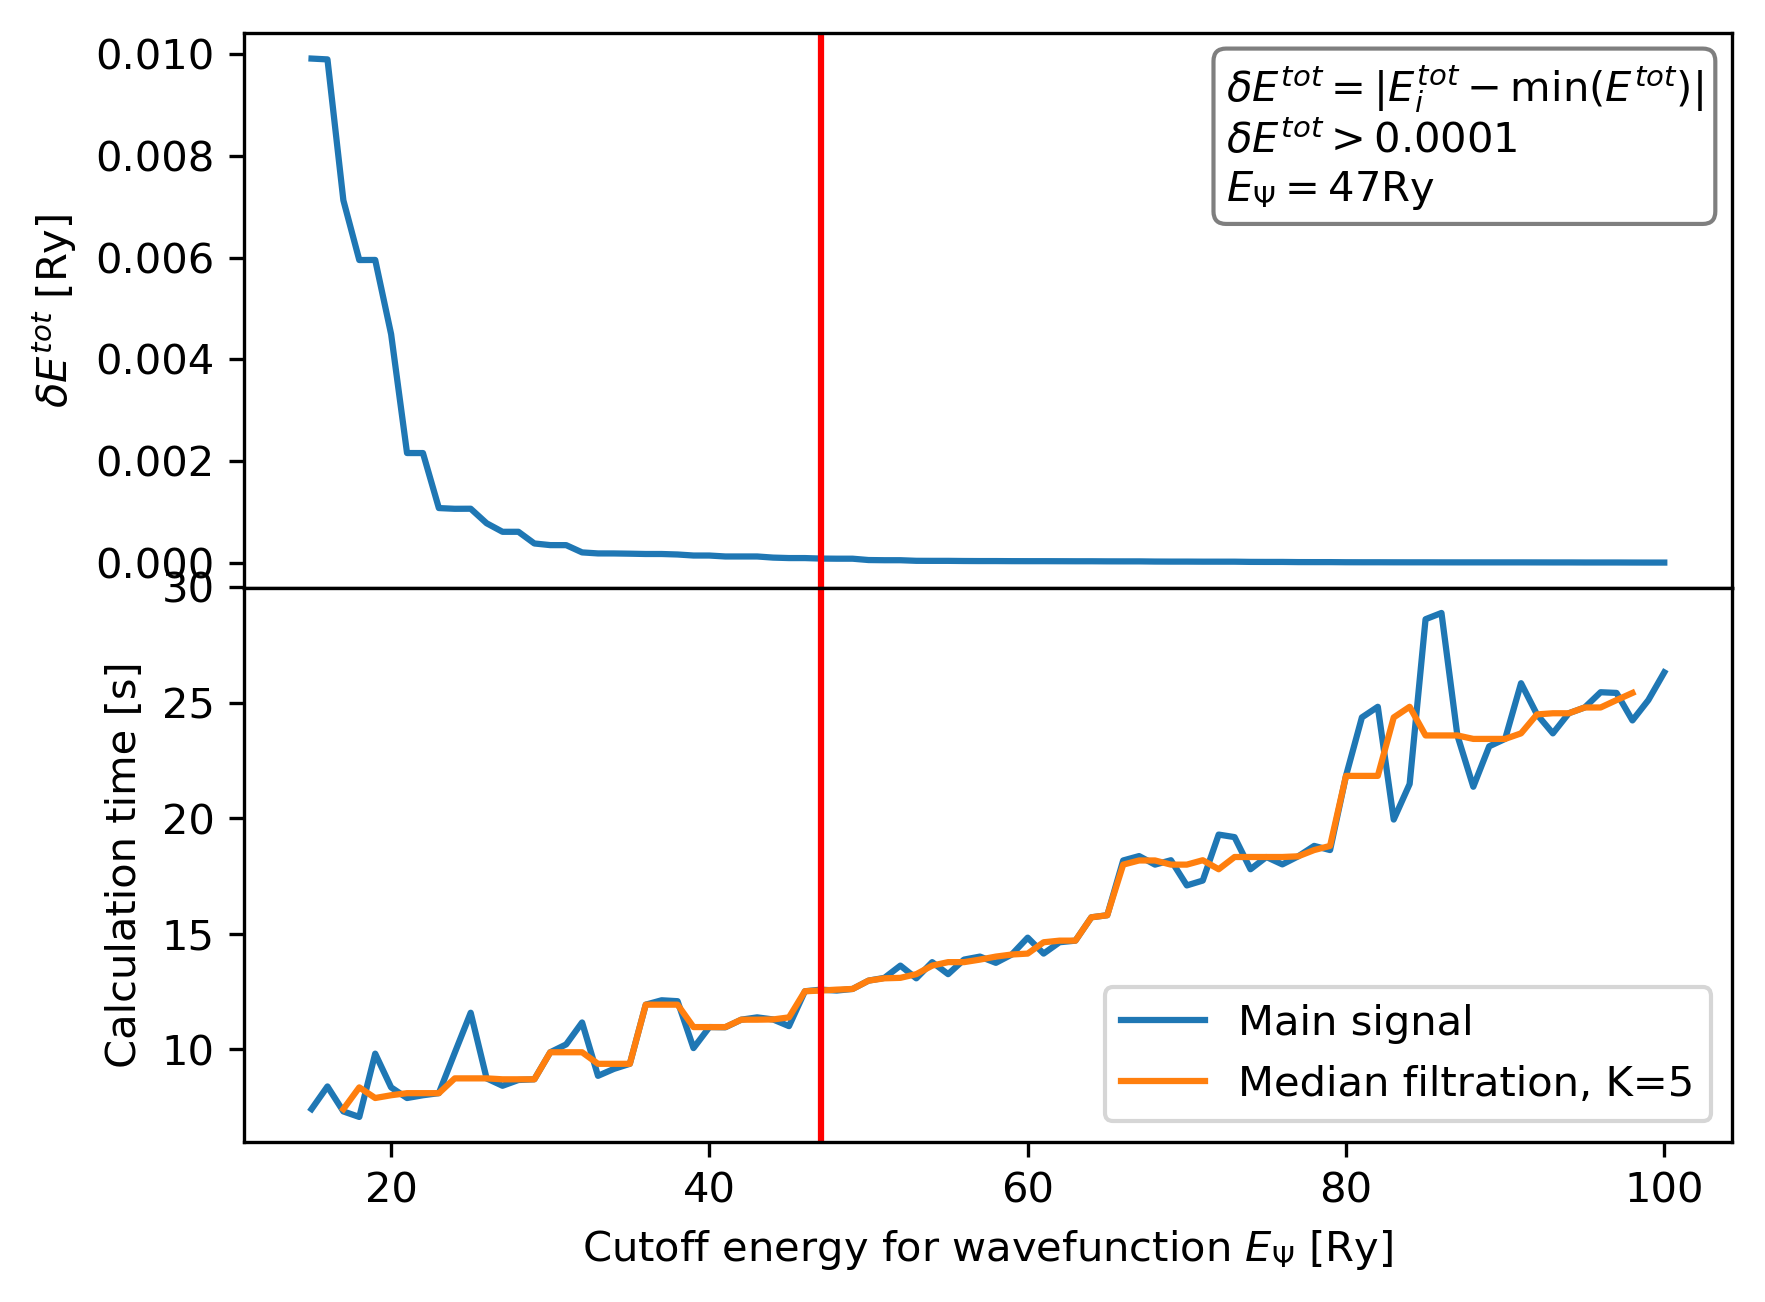 0.010
0.008
0.006
0.004
0.002
0.000
δE^{tot} [Ry]
δE^{tot} = |E_i^{tot} − min(E^{tot})|
δE^{tot} > 0.0001
E_Ψ = 47Ry
30
25
20
15
10
Calculation time [s]
Main signal
Median filtration, K=5
20 40 60 80 100
Cutoff energy for wavefunction E_Ψ [Ry]